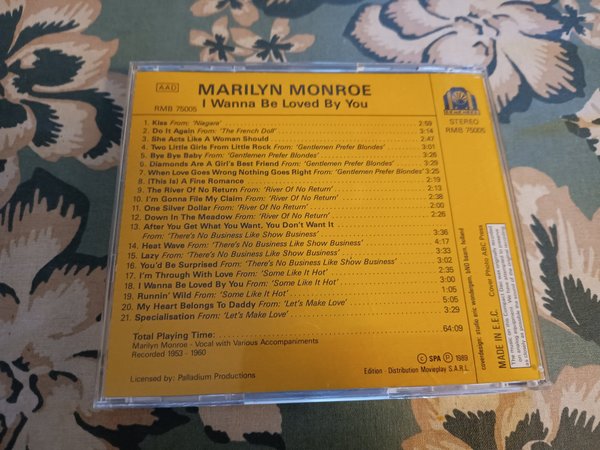 AAD
MARILYN MONROE
RMB 75005
I Wanna Be Loved By You
STEREO
RMB 75005
1. Kiss From: 'Niagara' 2:59
2. Do It Again From: 'The French Doll' 3:14
3. She Acts Like A Woman Should 2:47
4. Two Little Girls From Little Rock From: 'Gentlemen Prefer Blondes' 3:01
5. Bye Bye Baby From: 'Gentlemen Prefer Blondes' 3:26
6. Diamonds Are A Girl's Best Friend From: 'Gentlemen Prefer Blondes' 3:29
7. When Love Goes Wrong Nothing Goes Right From: 'Gentlemen Prefer Blondes' 3:25
8. (This Is) A Fine Romance 2:19
9. The River Of No Return From: 'River Of No Return' 2:13
10. I'm Gonna File My Claim From: 'River Of No Return' 2:38
11. One Silver Dollar From: 'River Of No Return' 2:00
12. Down In The Meadow From: 'River Of No Return' 2:26
13. After You Get What You Want, You Don't Want It
From: 'There's No Business Like Show Business' 3:36
14. Heat Wave From: 'There's No Business Like Show Business' 4:17
15. Lazy From: 'There's No Business Like Show Business' 3:33
16. You'd Be Surprised From: 'There's No Business Like Show Business' 3:02
17. I'm Through With Love From: 'Some Like It Hot' 2:31
18. I Wanna Be Loved By You From: 'Some Like It Hot' 3:00
19. Runnin' Wild From: 'Some Like It Hot' 1:05
20. My Heart Belongs To Daddy From: 'Let's Make Love' 5:05
21. Specialisation From: 'Let's Make Love' 3:29
Total Playing Time: 64:09
Marilyn Monroe - Vocal with Various Accompaniments
Recorded 1953 - 1960
© SPA ℗ 1989
Licensed by: Palladium Productions
Edition - Distribution Movieplay S.A.R.L.
coverdesign: studio eric wondergem, bNO baarn, holland
Cover Photo ABC Press
MADE IN E.E.C.